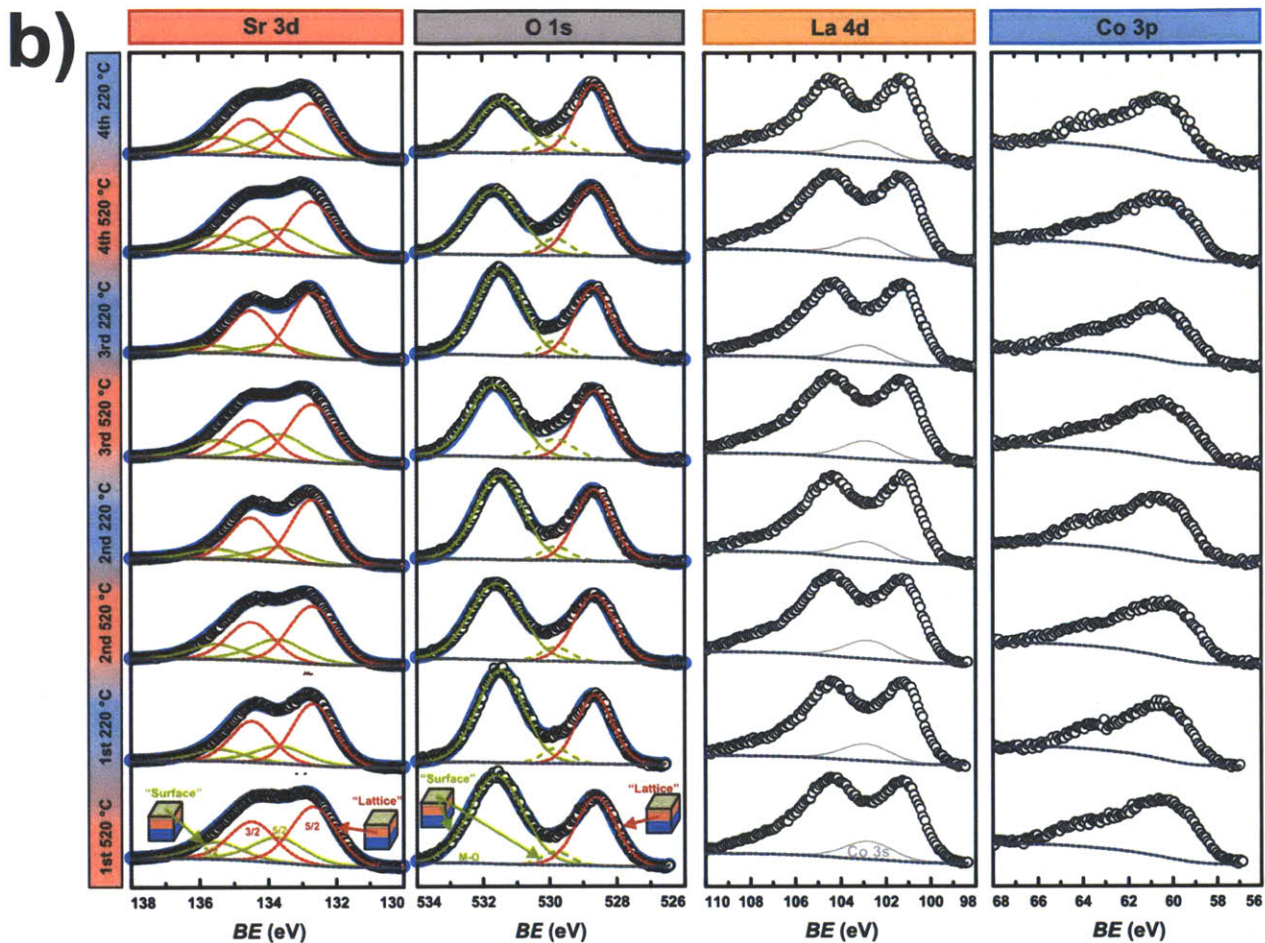 b)
Sr 3d
O 1s
La 4d
Co 3p
4th 220 °C
4th 520 °C
3rd 220 °C
3rd 520 °C
2nd 220 °C
2nd 520 °C
1st 220 °C
1st 520 °C
"Surface"
"Lattice"
3/2
5/2
5/2
"Surface"
"Lattice"
M-O
Co 3s
138 136 134 132 130
534 532 530 528 526
110 108 106 104 102 100 98
68 66 64 62 60 58 56
BE (eV)
BE (eV)
BE (eV)
BE (eV)